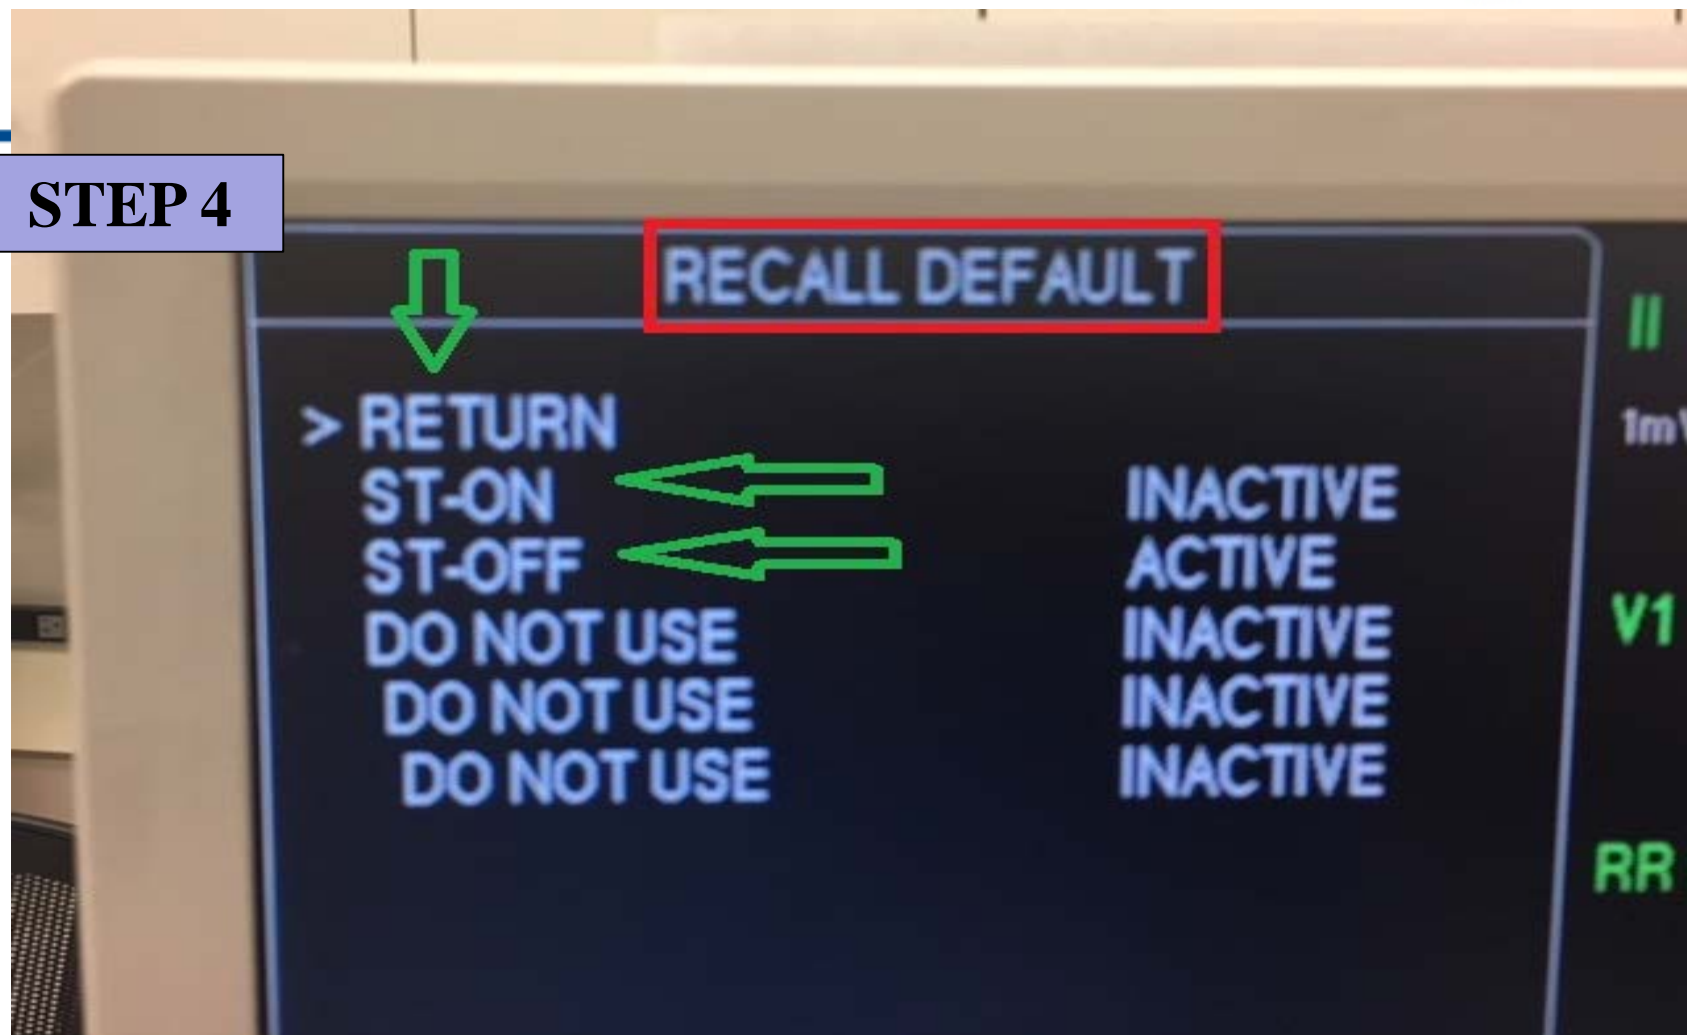 STEP 4
RECALL DEFAULT
> RETURN
ST-ON INACTIVE
ST-OFF ACTIVE
DO NOT USE INACTIVE
DO NOT USE INACTIVE
DO NOT USE INACTIVE
II
1mV
V1
RR